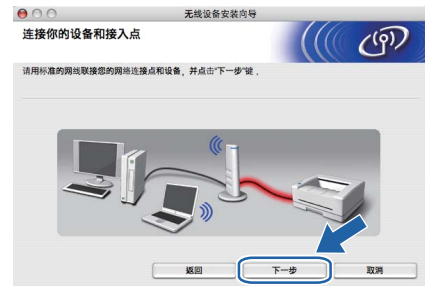 无线设备安装向导
连接你的设备和接入点
请用标准的网线联接您的网络连接点和设备，并点击"下一步"键．
返回
下一步
取消